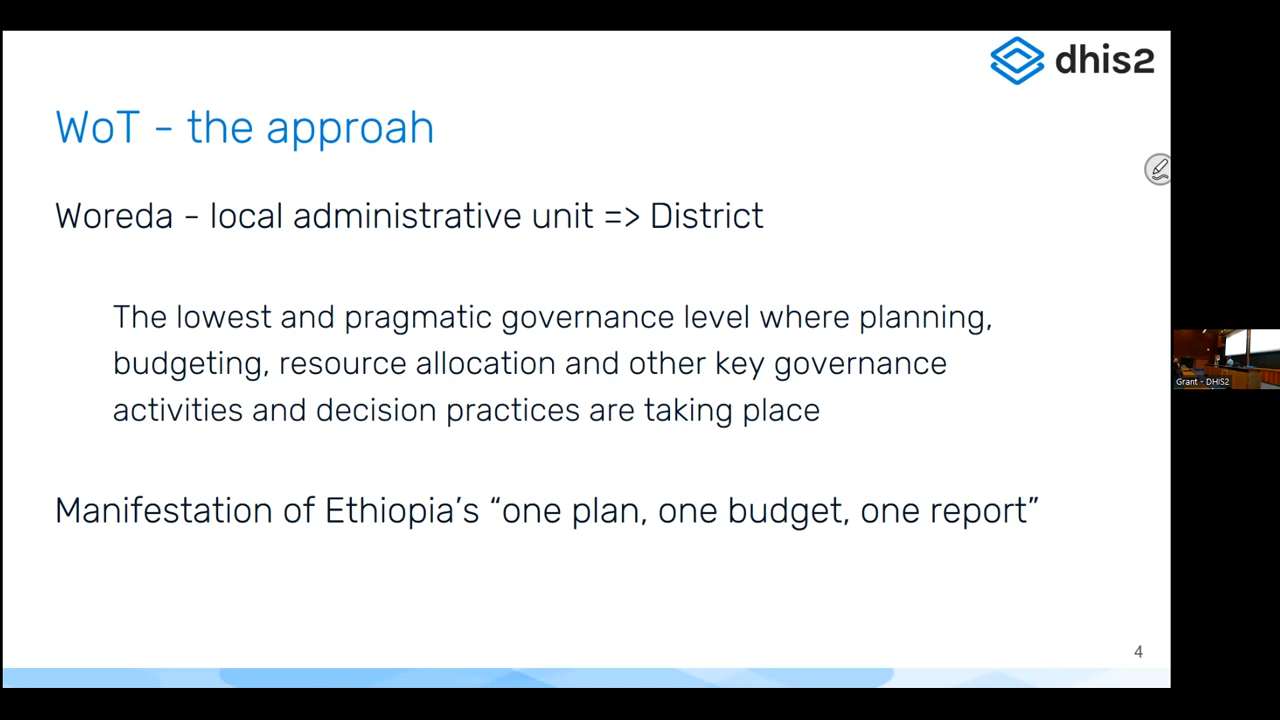 dhis2
WoT - the approah
Woreda - local administrative unit => District
The lowest and pragmatic governance level where planning,
budgeting, resource allocation and other key governance
activities and decision practices are taking place
Manifestation of Ethiopia’s “one plan, one budget, one report”
Grant - DHIS2
4